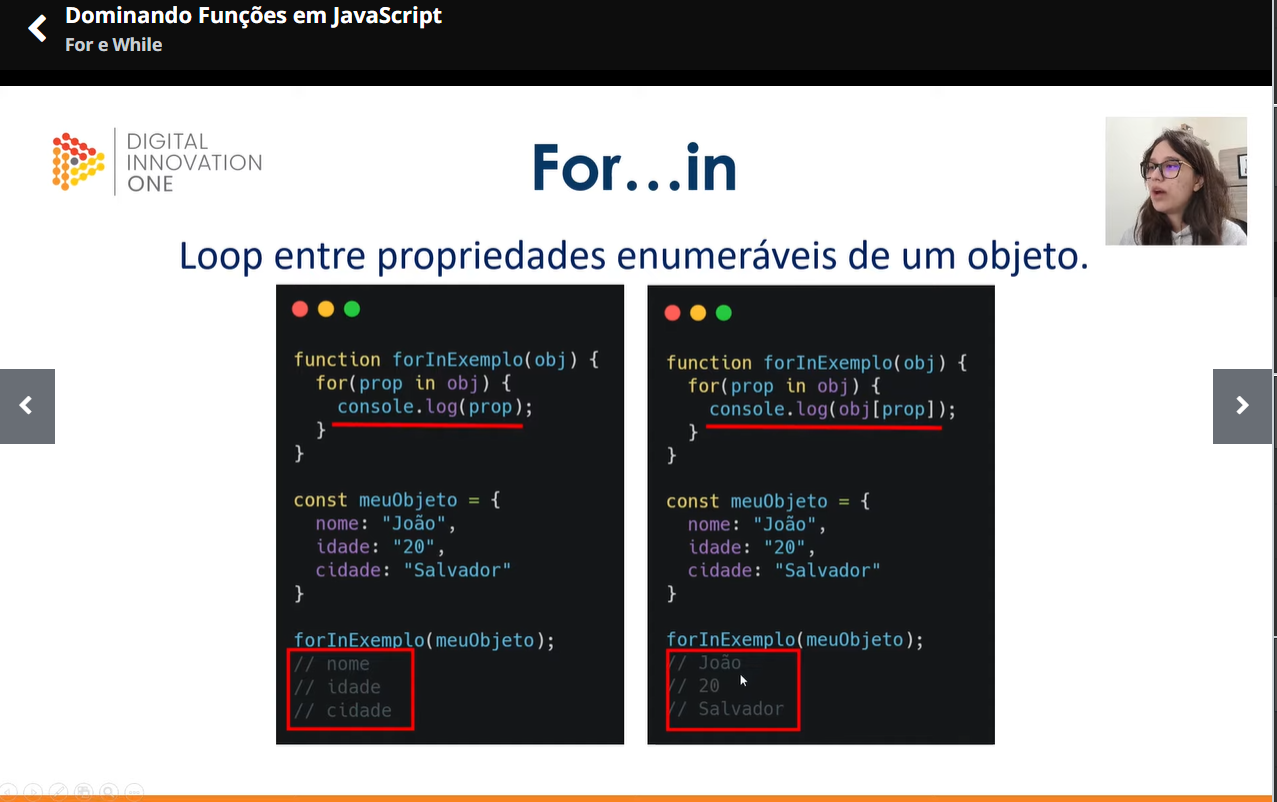 Dominando Funções em JavaScript
For e While
DIGITAL
INNOVATION
ONE
For...in
Loop entre propriedades enumeráveis de um objeto.
function forInExemplo(obj) {
  for(prop in obj) {
    console.log(prop);
  }
}
const meuObjeto = {
  nome: "João",
  idade: "20",
  cidade: "Salvador"
}
forInExemplo(meuObjeto);
// nome
// idade
// cidade
function forInExemplo(obj) {
  for(prop in obj) {
    console.log(obj[prop]);
  }
}
const meuObjeto = {
  nome: "João",
  idade: "20",
  cidade: "Salvador"
}
forInExemplo(meuObjeto);
// João
// 20
// Salvador